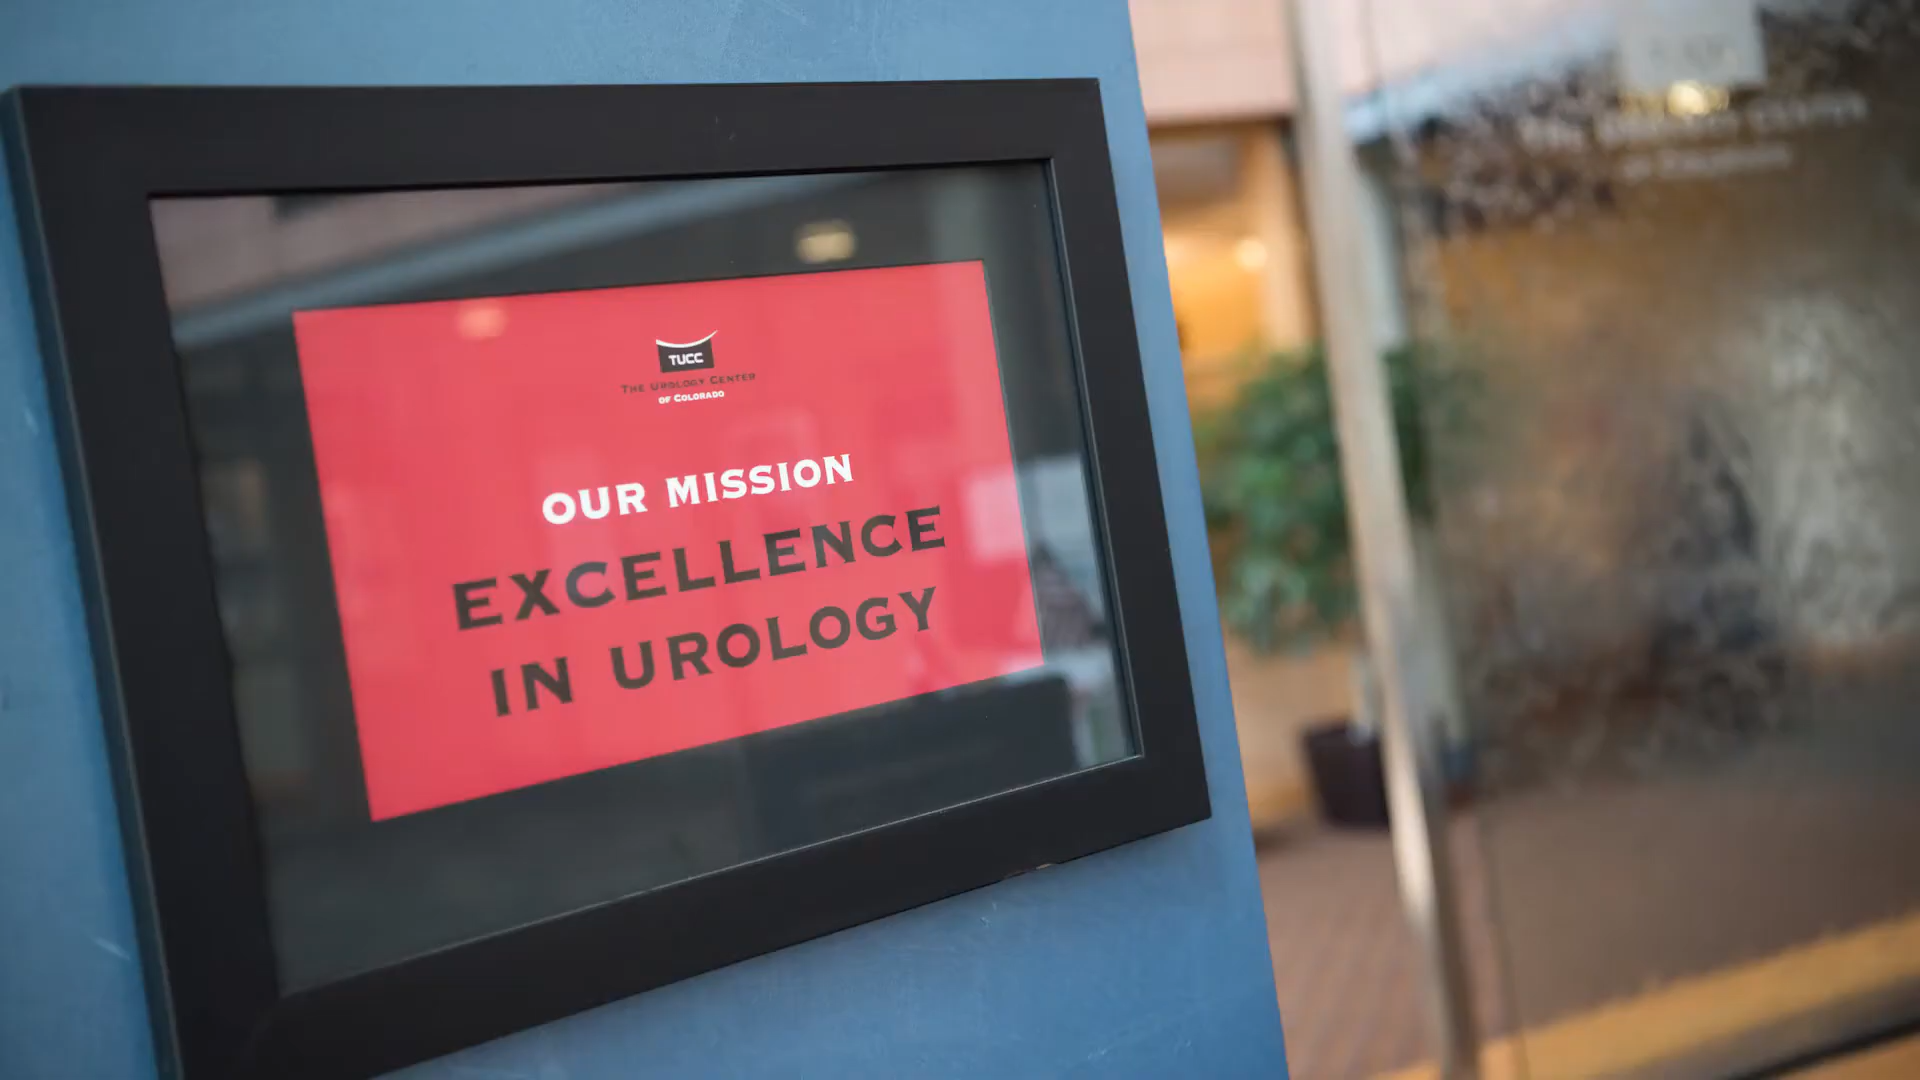 TUCC
THE UROLOGY CENTER
OF COLORADO
OUR MISSION
EXCELLENCE
IN UROLOGY